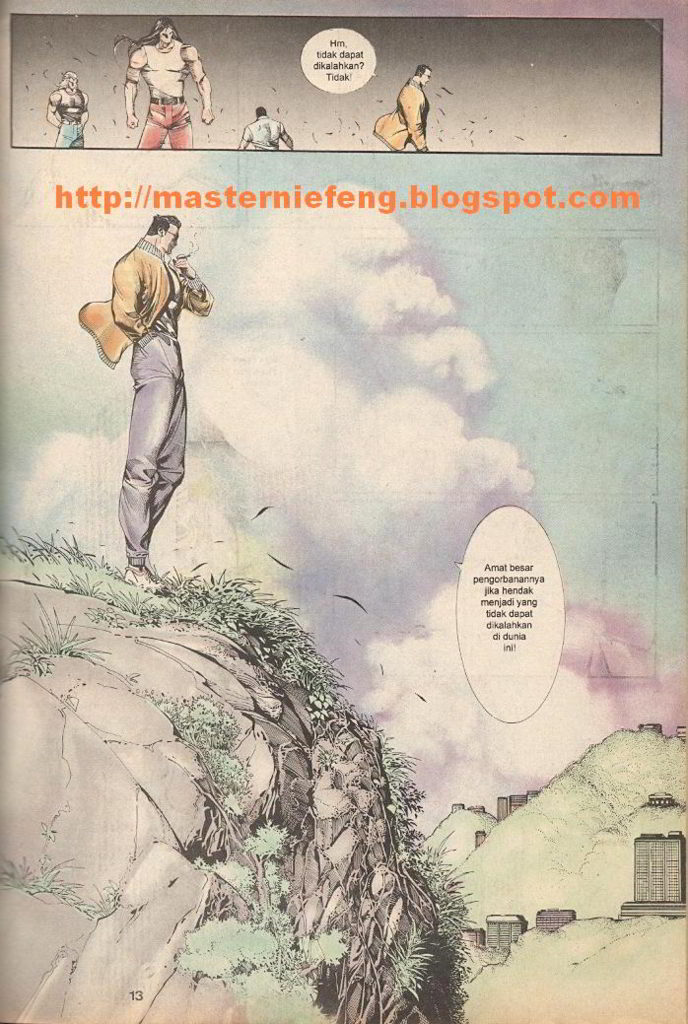 Hm,
tidak dapat
dikalahkan?
Tidak!
http://masterniefeng.blogspot.com
Amat besar
pengorbanannya
jika hendak
menjadi yang
tidak dapat
dikalahkan
di dunia
ini!
13